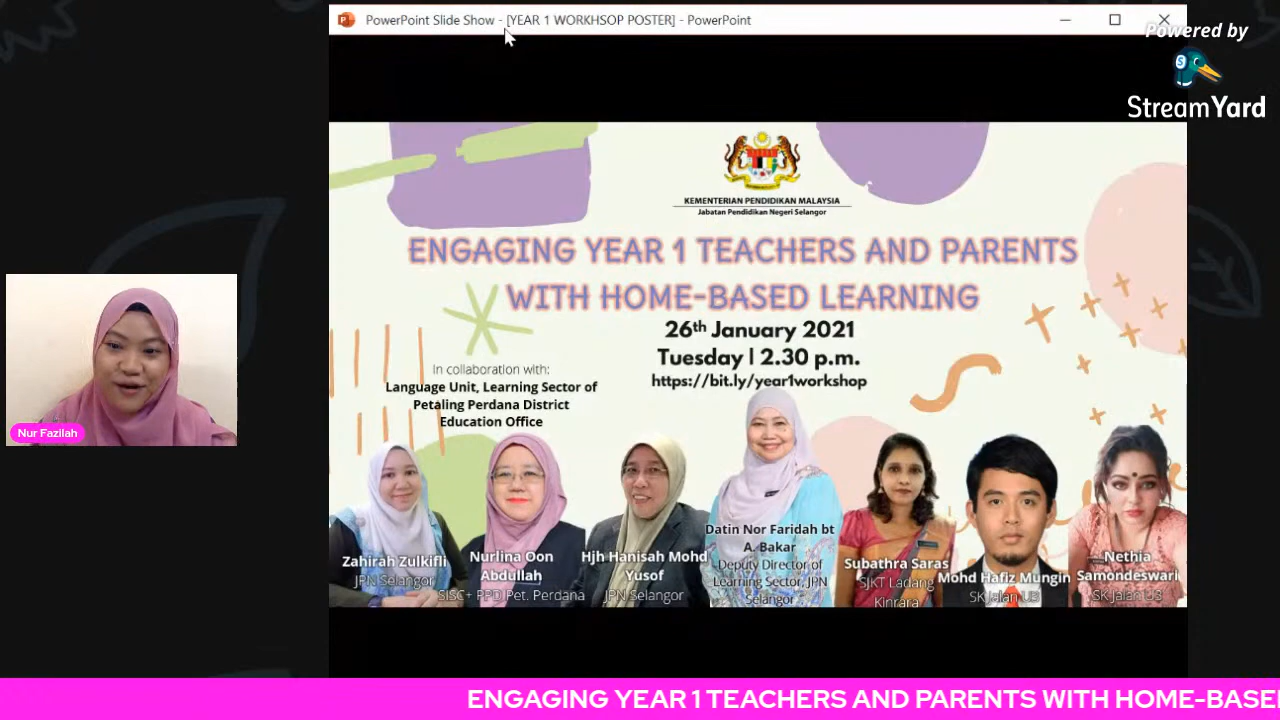 PowerPoint Slide Show - [YEAR 1 WORKHSOP POSTER] - PowerPoint
Powered by
StreamYard
KEMENTERIAN PENDIDIKAN MALAYSIA
Jabatan Pendidikan Negeri Selangor
ENGAGING YEAR 1 TEACHERS AND PARENTS
WITH HOME-BASED LEARNING
26th January 2021
Tuesday | 2.30 p.m.
https://bit.ly/year1workshop
In collaboration with:
Language Unit, Learning Sector of
Petaling Perdana District
Education Office
Zahirah Zulkifli
JPN Selangor
Nurlina Oon
Abdullah
SISC+ PPD Pet. Perdana
Hjh Hanisah Mohd
Yusof
JPN Selangor
Datin Nor Faridah bt
A. Bakar
Deputy Director of
Learning Sector, JPN
Selangor
Subathra Saras
SJKT Ladang
Kinrara
Mohd Hafiz Mungin
SK Jalan U3
Nethia
Samondeswari
SK Jalan U3
Nur Fazilah
ENGAGING YEAR 1 TEACHERS AND PARENTS WITH HOME-BASE